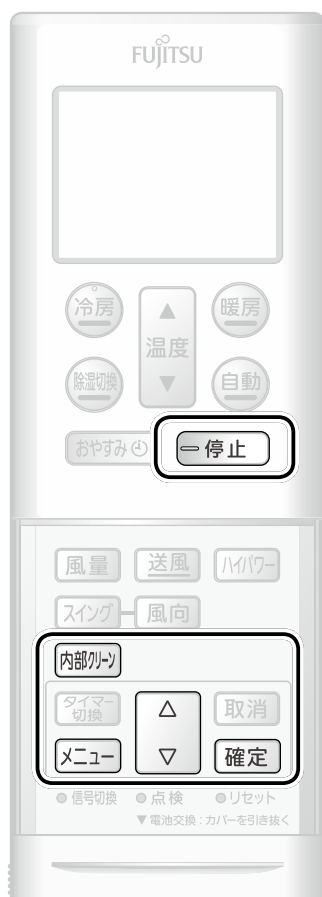 FUJITSU
冷房
暖房
温度
除湿切換
自動
おやすみ
停止
風量
送風
ハイパワー
スイング
風向
内部クリーン
タイマー
切換
取消
メニュー
確定
信号切換
点検
リセット
▼電池交換:カバーを引き抜く